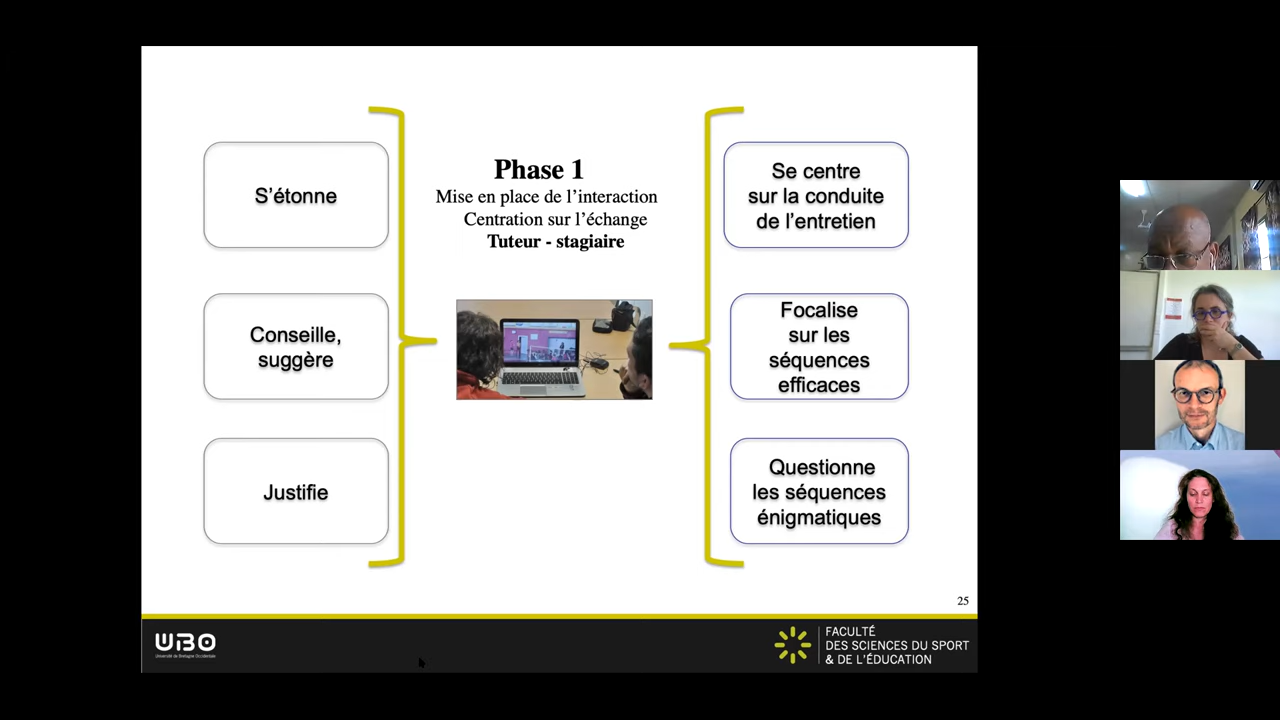 S'étonne
Conseille,
suggère
Justifie
Phase 1
Mise en place de l'interaction
Centration sur l'échange
Tuteur - stagiaire
Se centre
sur la conduite
de l'entretien
Focalise
sur les
séquences
efficaces
Questionne
les séquences
énigmatiques
25
UBO
Université de Bretagne Occidentale
FACULTÉ
DES SCIENCES DU SPORT
& DE L'ÉDUCATION